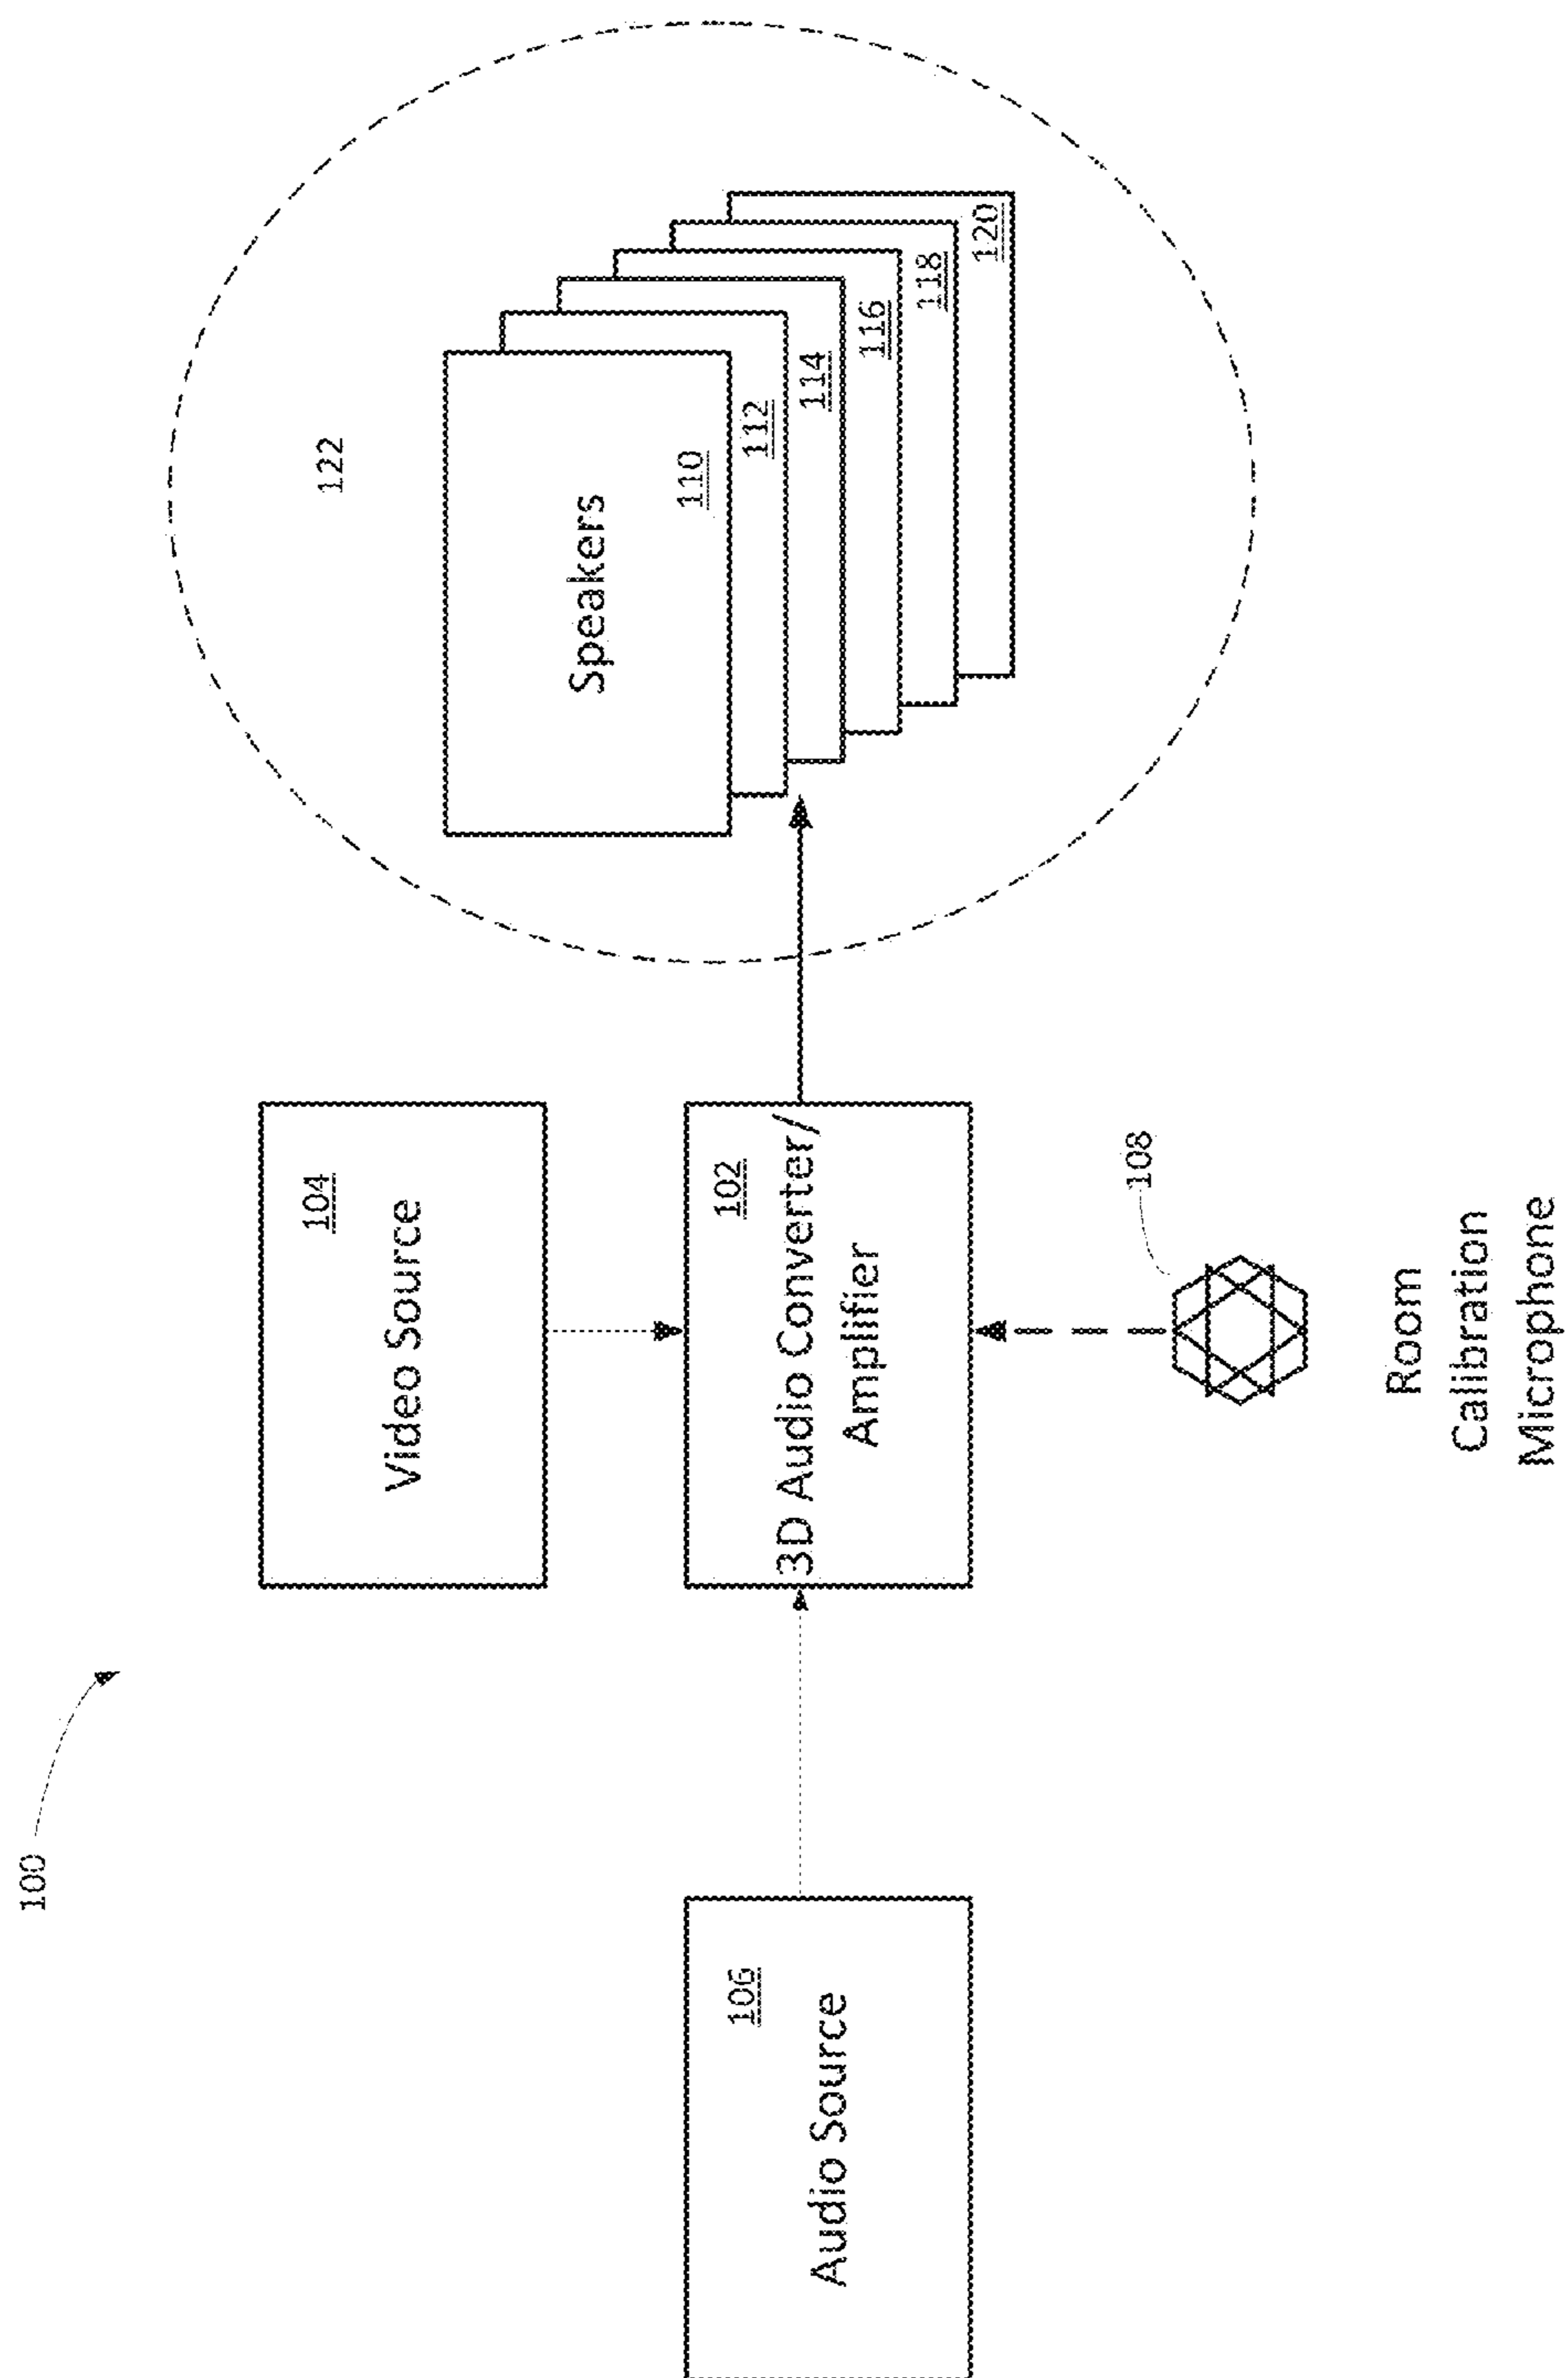 100
104
Video Source
122
106
Audio Source
102
3D Audio Converter/
Amplifier
Speakers
110
112
114
116
118
120
108
Room
Calibration
Microphone